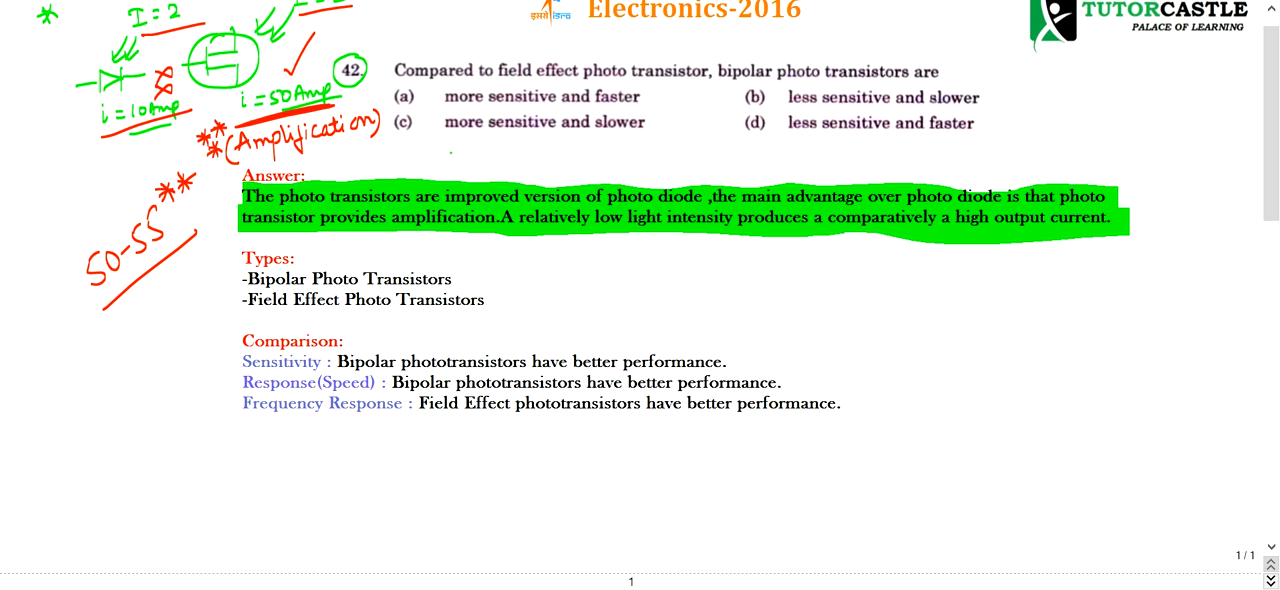 I = 2
इसरो isro
Electronics-2016
TUTORCASTLE
PALACE OF LEARNING
i = 10 Amp
i = 50 Amp
(Amplification)
50-55
42. Compared to field effect photo transistor, bipolar photo transistors are
(a) more sensitive and faster (b) less sensitive and slower
(c) more sensitive and slower (d) less sensitive and faster
Answer:
The photo transistors are improved version of photo diode ,the main advantage over photo diode is that photo
transistor provides amplification.A relatively low light intensity produces a comparatively a high output current.
Types:
-Bipolar Photo Transistors
-Field Effect Photo Transistors
Comparison:
Sensitivity : Bipolar phototransistors have better performance.
Response(Speed) : Bipolar phototransistors have better performance.
Frequency Response : Field Effect phototransistors have better performance.
1 / 1
1